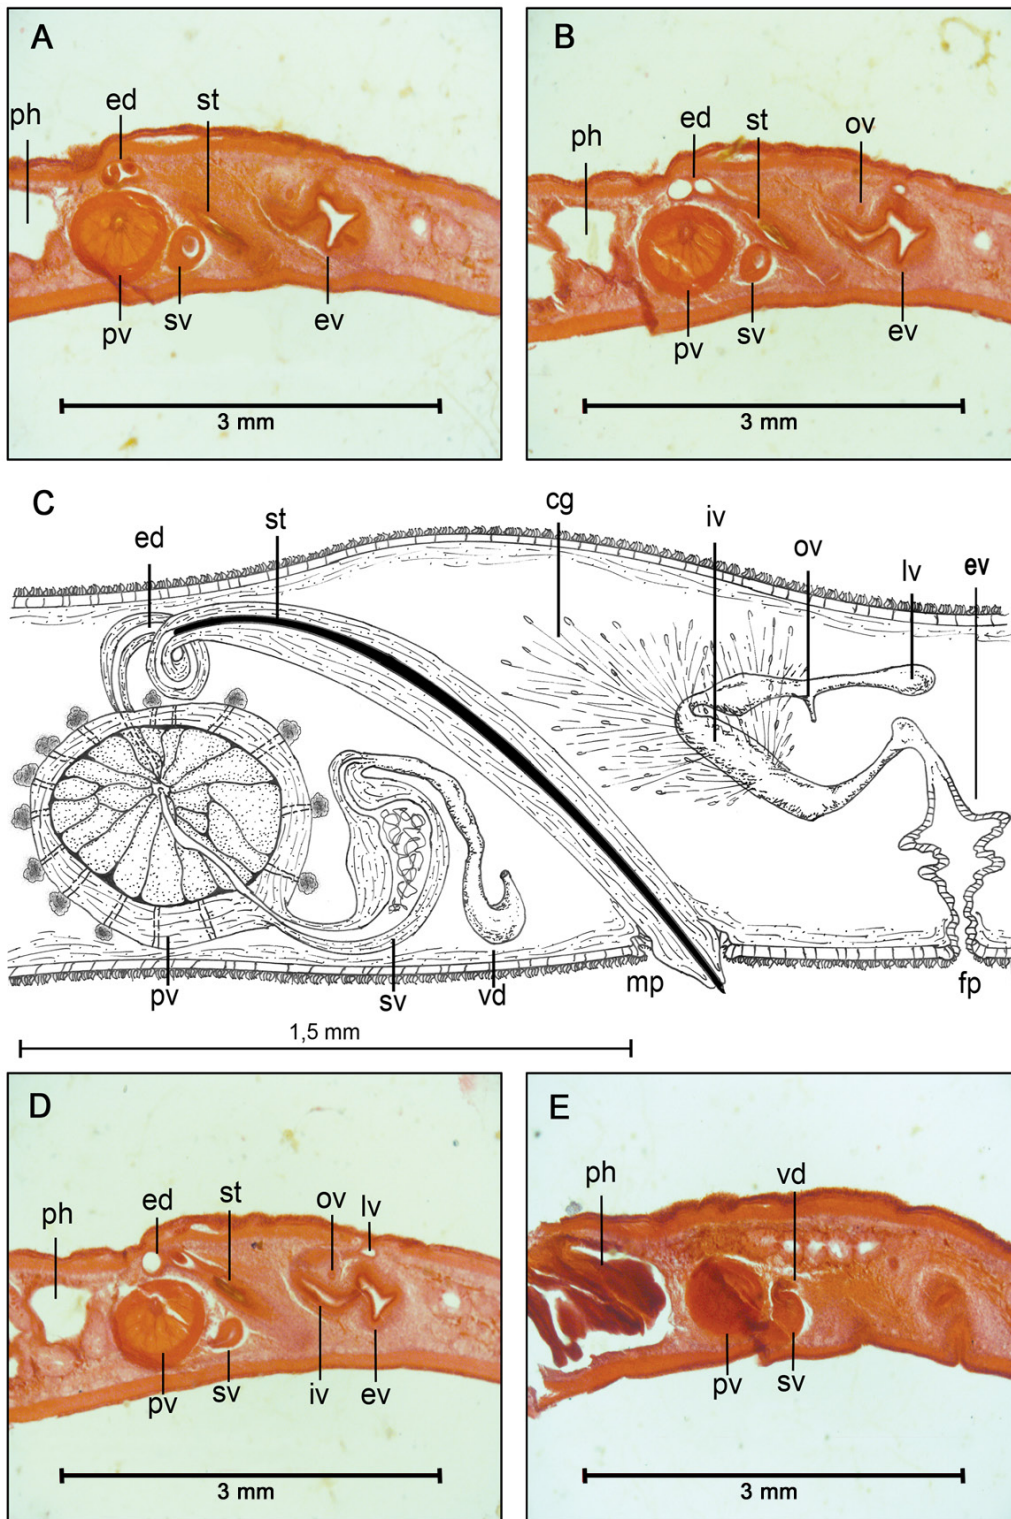 A
ed st
ph
pv sv ev
3 mm
B
ed st ov
ph
pv sv ev
3 mm
C
ed st cg iv ov lv ev
pv sv vd mp fp
1,5 mm
D
ph ed st ov lv
pv sv iv ev
3 mm
E
ph vd
pv sv
3 mm